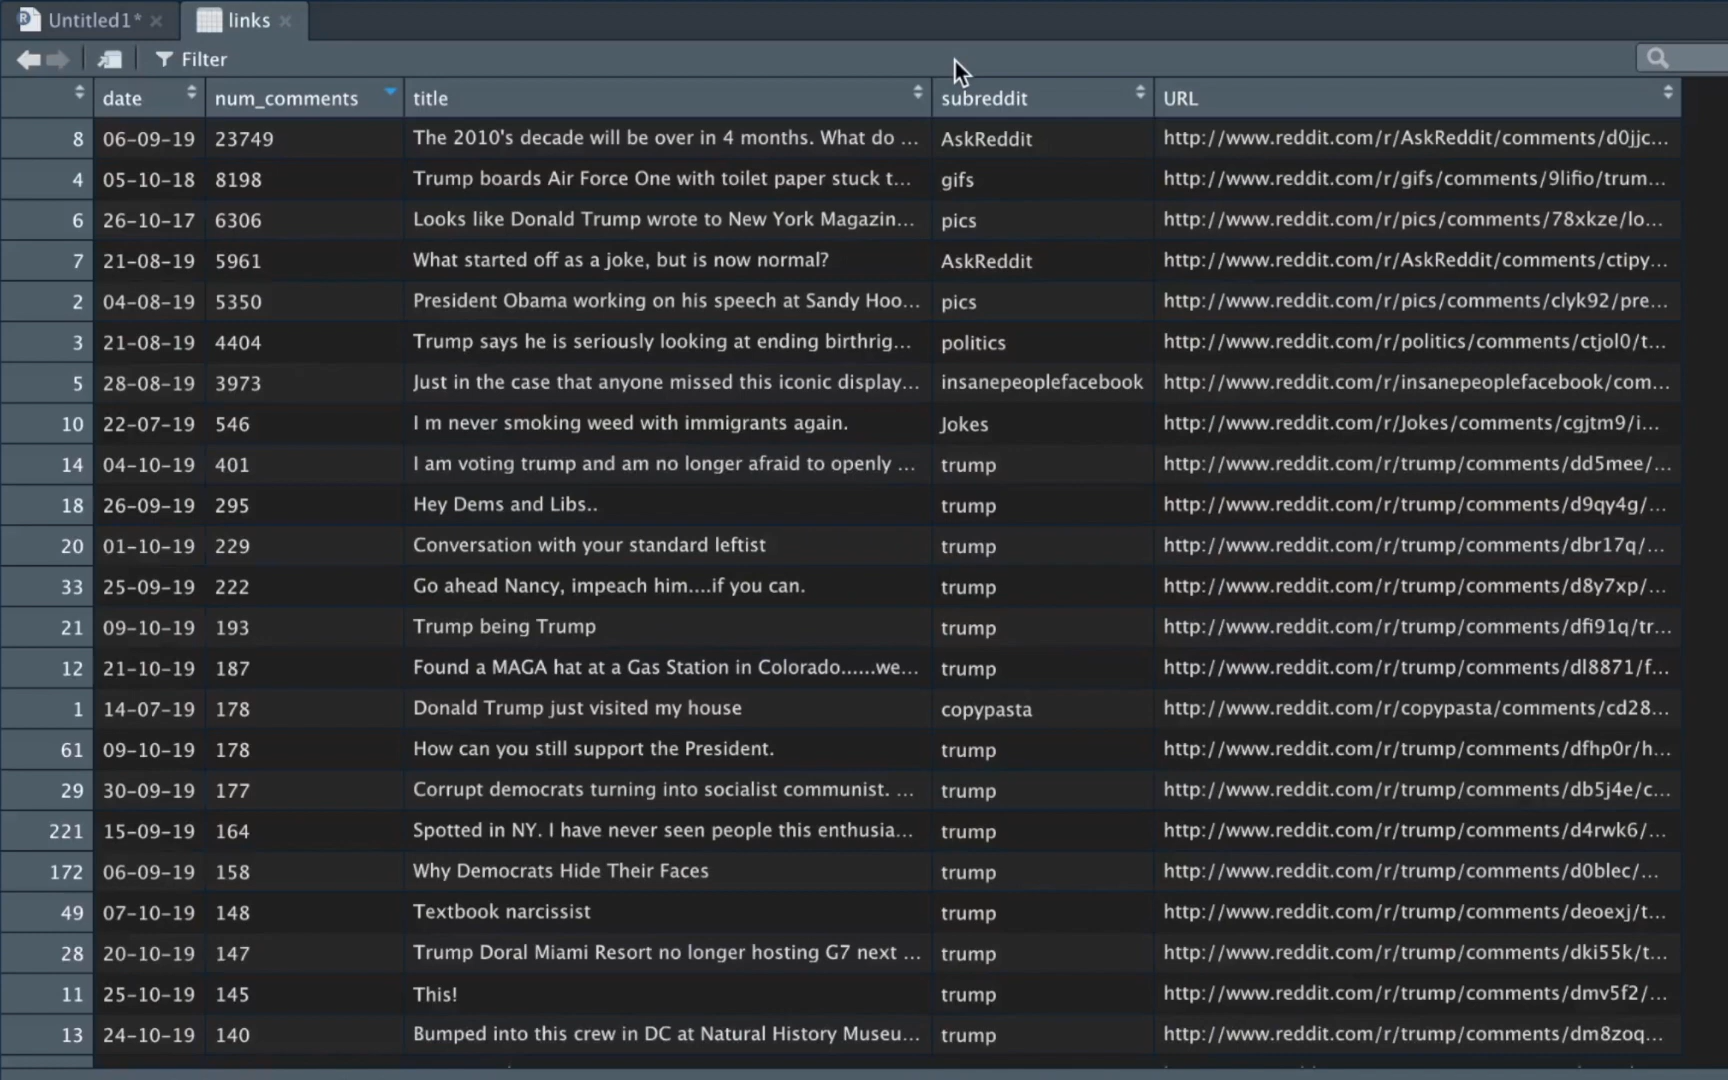 Untitled1* × links ×
Filter
date num_comments title subreddit URL
8 06-09-19 23749 The 2010's decade will be over in 4 months. What do ... AskReddit http://www.reddit.com/r/AskReddit/comments/d0jjc...
4 05-10-18 8198 Trump boards Air Force One with toilet paper stuck t... gifs http://www.reddit.com/r/gifs/comments/9lifio/trum...
6 26-10-17 6306 Looks like Donald Trump wrote to New York Magazin... pics http://www.reddit.com/r/pics/comments/78xkze/lo...
7 21-08-19 5961 What started off as a joke, but is now normal? AskReddit http://www.reddit.com/r/AskReddit/comments/ctipy...
2 04-08-19 5350 President Obama working on his speech at Sandy Hoo... pics http://www.reddit.com/r/pics/comments/clyk92/pre...
3 21-08-19 4404 Trump says he is seriously looking at ending birthrig... politics http://www.reddit.com/r/politics/comments/ctjol0/t...
5 28-08-19 3973 Just in the case that anyone missed this iconic display... insanepeoplefacebook http://www.reddit.com/r/insanepeoplefacebook/com...
10 22-07-19 546 I m never smoking weed with immigrants again. Jokes http://www.reddit.com/r/Jokes/comments/cgjtm9/i...
14 04-10-19 401 I am voting trump and am no longer afraid to openly ... trump http://www.reddit.com/r/trump/comments/dd5mee/...
18 26-09-19 295 Hey Dems and Libs.. trump http://www.reddit.com/r/trump/comments/d9qy4g/...
20 01-10-19 229 Conversation with your standard leftist trump http://www.reddit.com/r/trump/comments/dbr17q/...
33 25-09-19 222 Go ahead Nancy, impeach him....if you can. trump http://www.reddit.com/r/trump/comments/d8y7xp/...
21 09-10-19 193 Trump being Trump trump http://www.reddit.com/r/trump/comments/dfi91q/tr...
12 21-10-19 187 Found a MAGA hat at a Gas Station in Colorado......we... trump http://www.reddit.com/r/trump/comments/dl8871/f...
1 14-07-19 178 Donald Trump just visited my house copypasta http://www.reddit.com/r/copypasta/comments/cd28...
61 09-10-19 178 How can you still support the President. trump http://www.reddit.com/r/trump/comments/dfhp0r/h...
29 30-09-19 177 Corrupt democrats turning into socialist communist. ... trump http://www.reddit.com/r/trump/comments/db5j4e/c...
221 15-09-19 164 Spotted in NY. I have never seen people this enthusia... trump http://www.reddit.com/r/trump/comments/d4rwk6/...
172 06-09-19 158 Why Democrats Hide Their Faces trump http://www.reddit.com/r/trump/comments/d0blec/...
49 07-10-19 148 Textbook narcissist trump http://www.reddit.com/r/trump/comments/deoexj/t...
28 20-10-19 147 Trump Doral Miami Resort no longer hosting G7 next ... trump http://www.reddit.com/r/trump/comments/dki55k/t...
11 25-10-19 145 This! trump http://www.reddit.com/r/trump/comments/dmv5f2/...
13 24-10-19 140 Bumped into this crew in DC at Natural History Museu... trump http://www.reddit.com/r/trump/comments/dm8zoq...